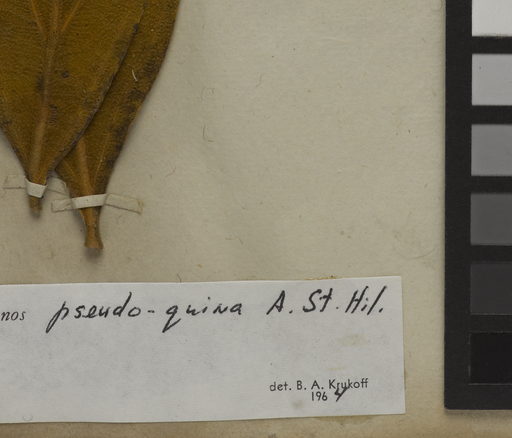 nos pseudo-quina A. St. Hil.
det. B. A. Krukoff
1964